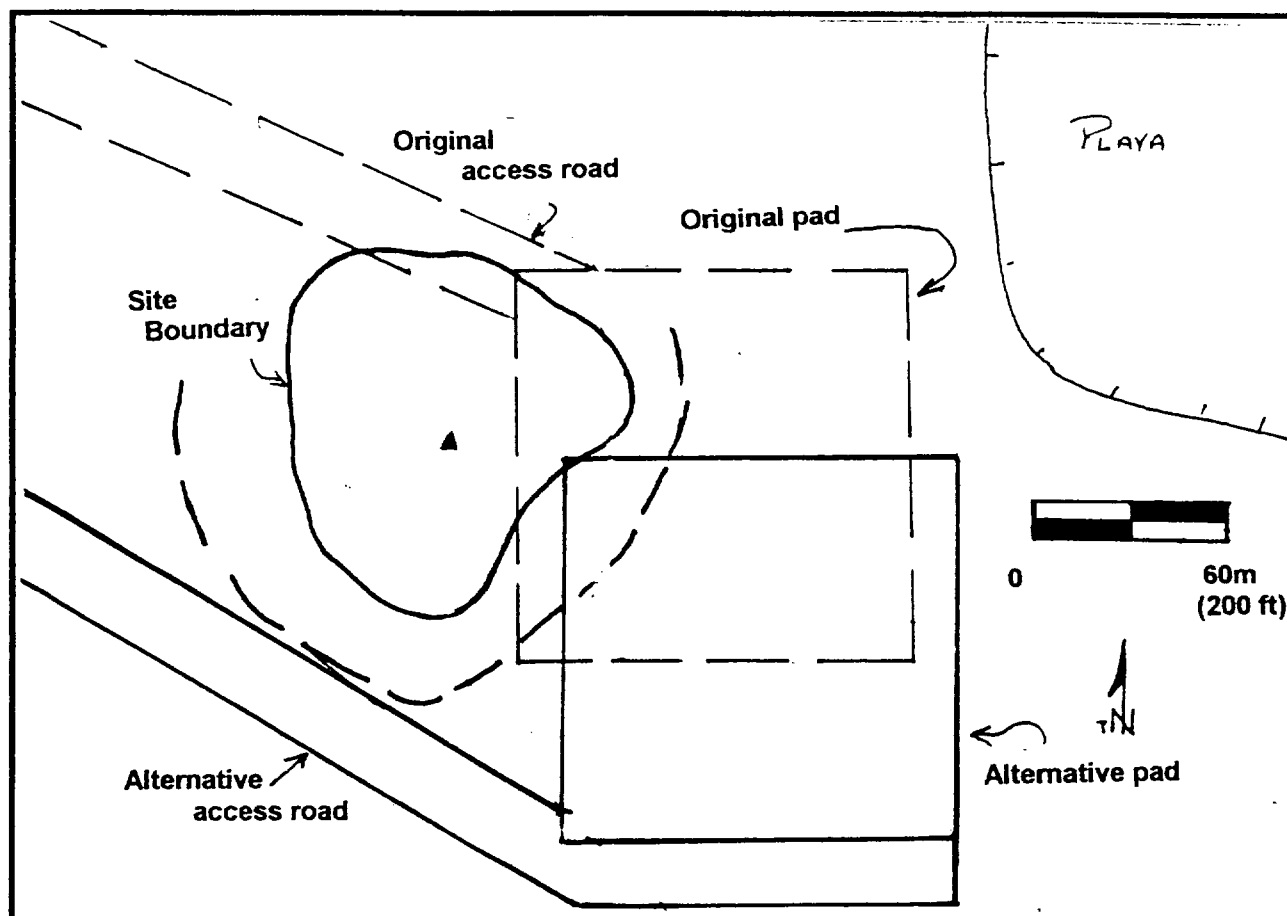 PLAYA
Original
access road
Original pad
Site
Boundary
0
60m
(200 ft)
TN
Alternative pad
Alternative
access road